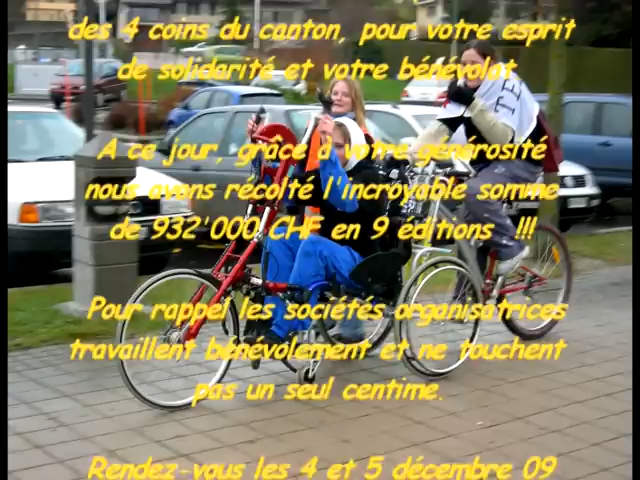 des 4 coins du canton, pour votre esprit
de solidarité et votre bénévolat
A ce jour, grâce à votre générosité
nous avons récolté l'incroyable somme
de 932'000 CHF en 9 éditions !!!
Pour rappel les sociétés organisatrices
travaillent bénévolement et ne touchent
pas un seul centime.
Rendez-vous les 4 et 5 décembre 09